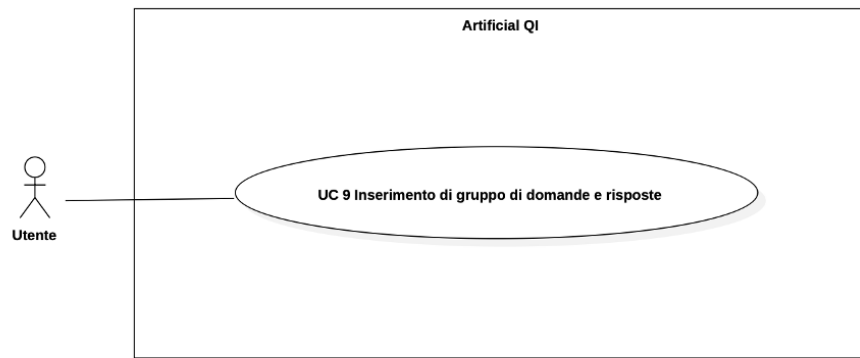 Artificial QI
UC 9 Inserimento di gruppo di domande e risposte
Utente